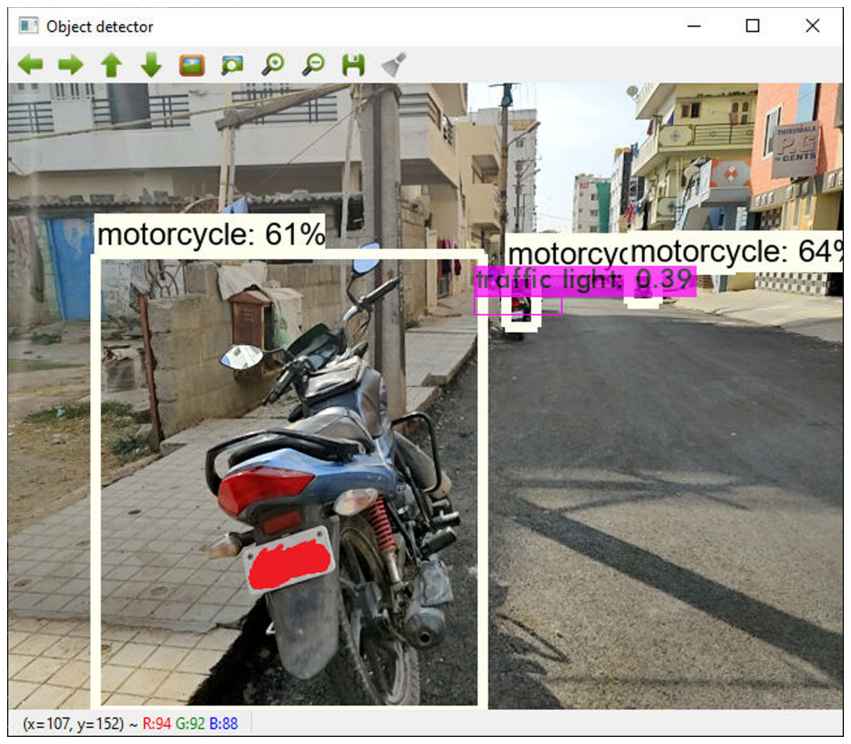 Object detector
THIRUMALA
P.G
GENTS
motorcycle: 61%
motorcyc
motorcycle: 64%
traffic light: 0.39
(x=107, y=152) ~ R:94 G:92 B:88